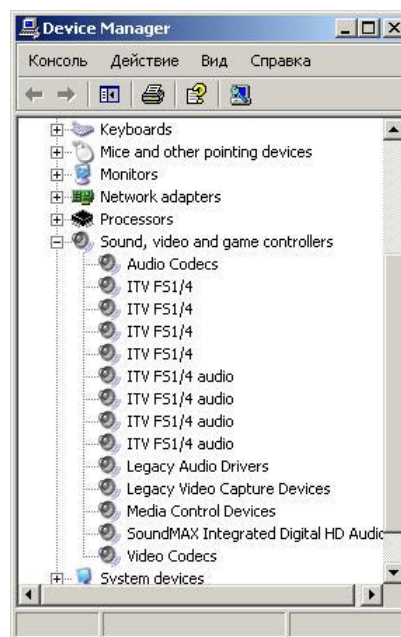 Device Manager
Консоль Действие Вид Справка
Keyboards
Mice and other pointing devices
Monitors
Network adapters
Processors
Sound, video and game controllers
Audio Codecs
ITV FS1/4
ITV FS1/4
ITV FS1/4
ITV FS1/4
ITV FS1/4 audio
ITV FS1/4 audio
ITV FS1/4 audio
ITV FS1/4 audio
Legacy Audio Drivers
Legacy Video Capture Devices
Media Control Devices
SoundMAX Integrated Digital HD Audio
Video Codecs
System devices